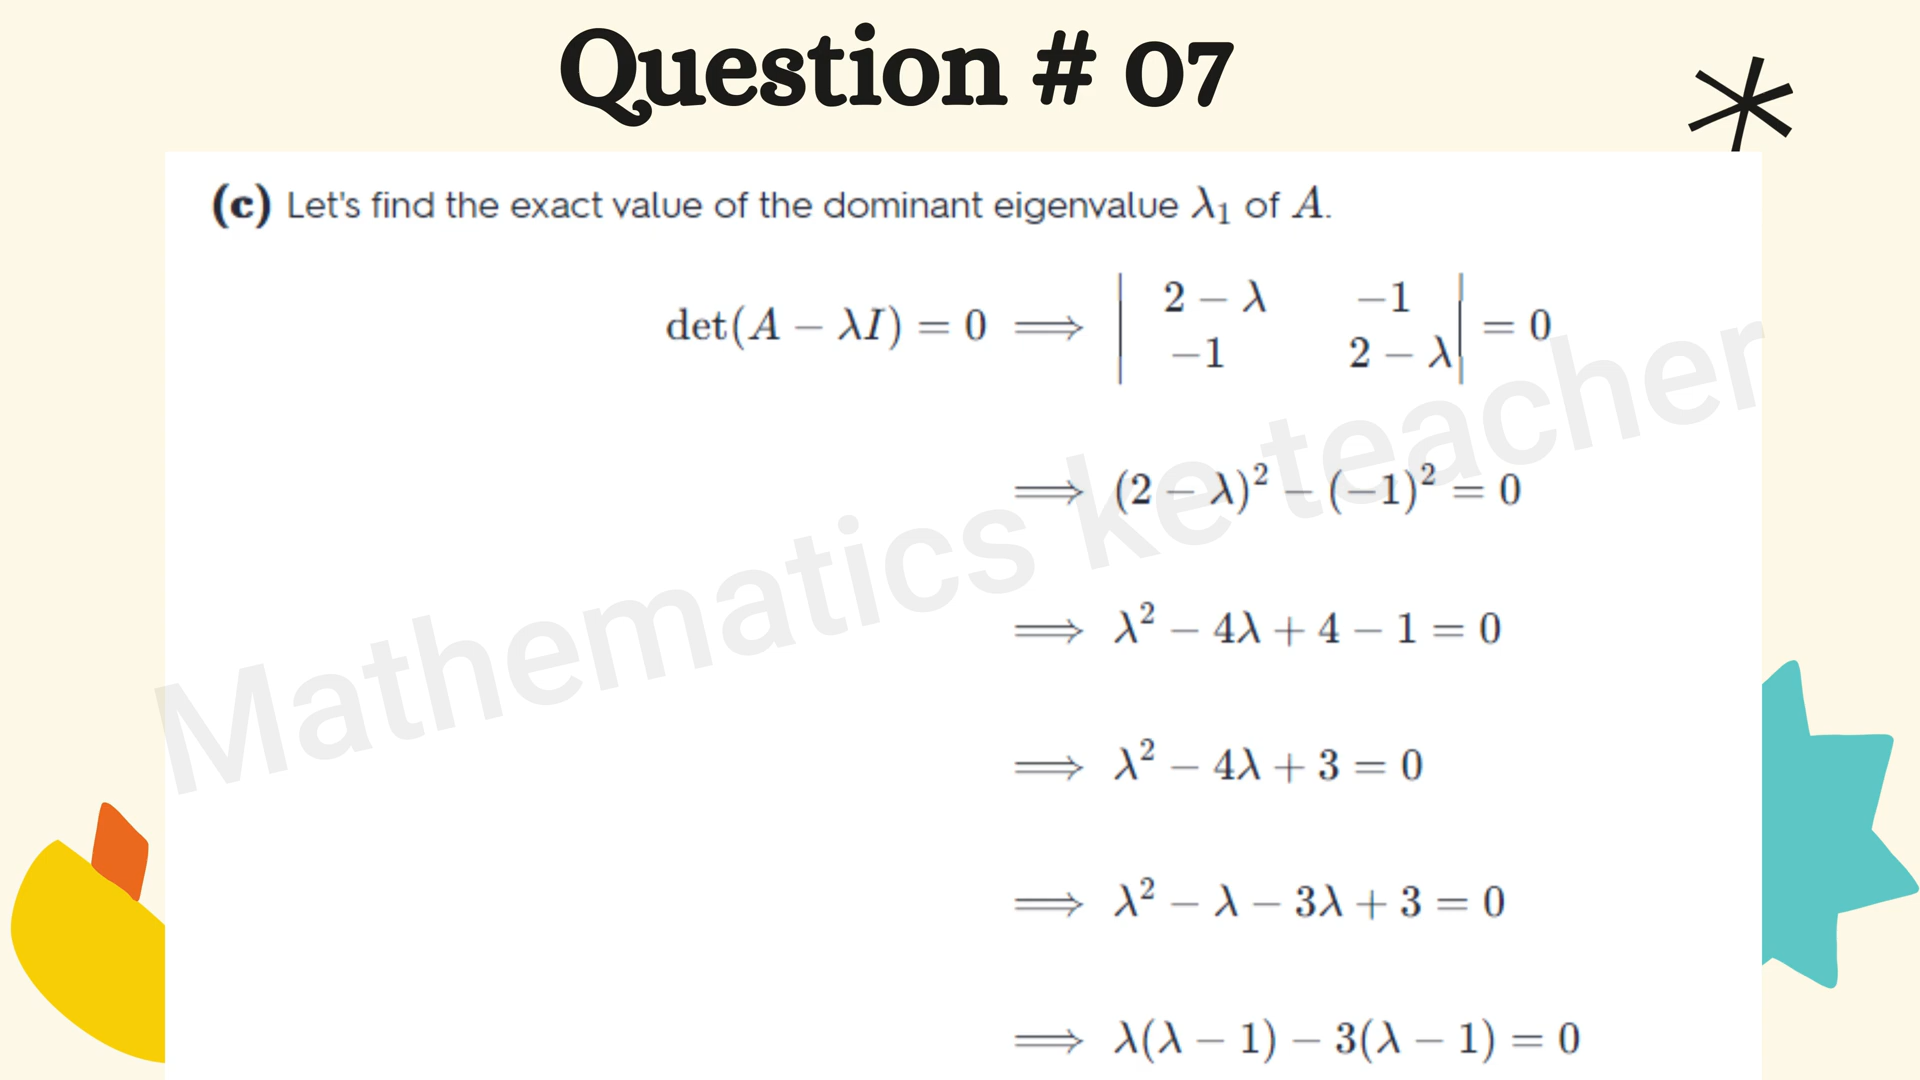 Question # 07
(c) Let's find the exact value of the dominant eigenvalue λ₁ of A.
det(A − λI) = 0 ⟹ | 2 − λ −1 |
| −1 2 − λ | = 0
⟹ (2 − λ)² − (−1)² = 0
⟹ λ² − 4λ + 4 − 1 = 0
⟹ λ² − 4λ + 3 = 0
⟹ λ² − λ − 3λ + 3 = 0
⟹ λ(λ − 1) − 3(λ − 1) = 0
Mathematics ke teacher